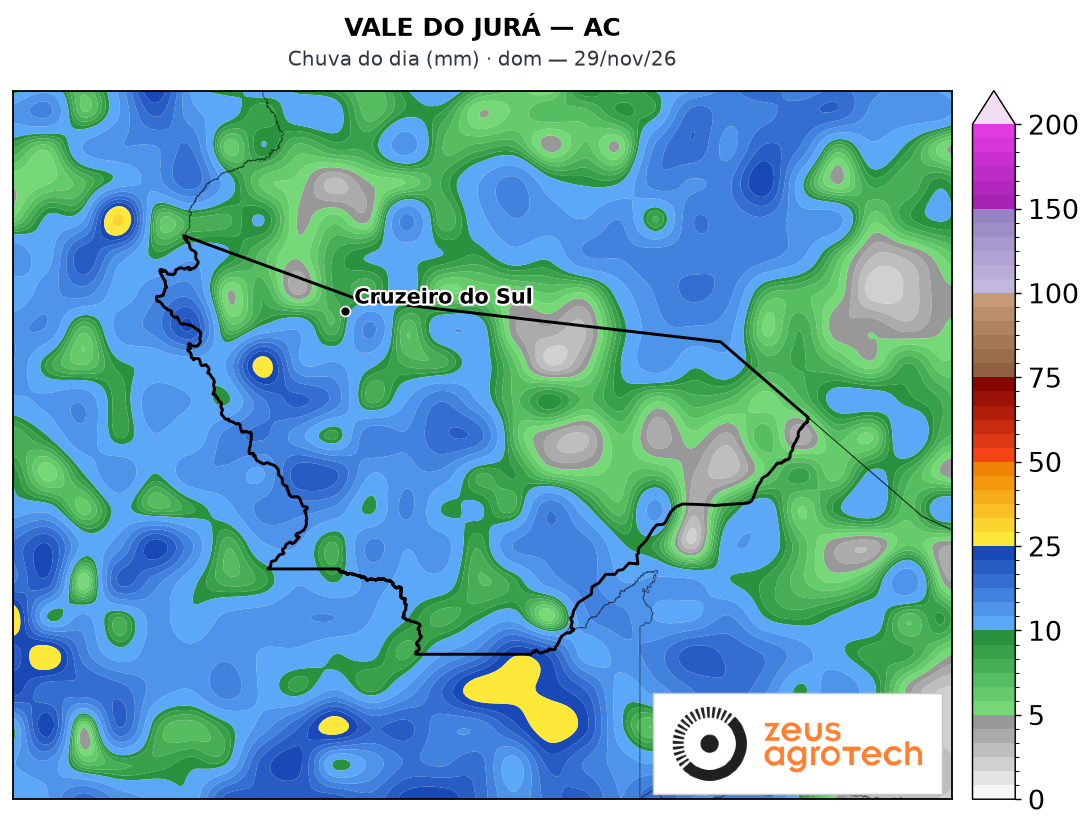 VALE DO JURÁ — AC
Chuva do dia (mm) · dom — 29/nov/26
200
150
100
75
50
25
10
5
0
Cruzeiro do Sul
zeus
agrotech